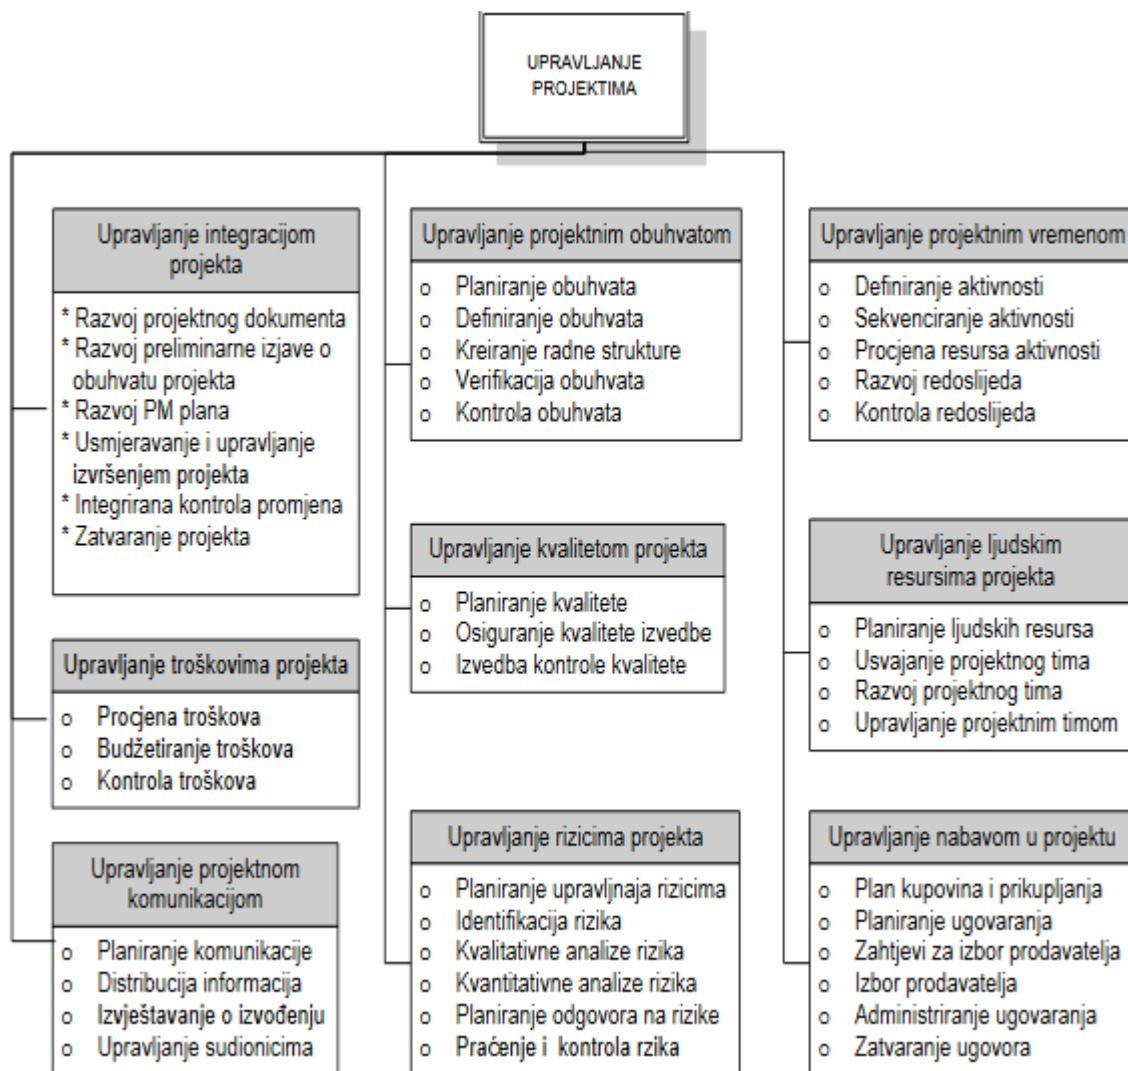 UPRAVLJANJE
PROJEKTIMA
Upravljanje integracijom
projekta
* Razvoj projektnog dokumenta
* Razvoj preliminarne izjave o
obuhvatu projekta
* Razvoj PM plana
* Usmjeravanje i upravljanje
izvršenjem projekta
* Integrirana kontrola promjena
* Zatvaranje projekta
Upravljanje projektnim obuhvatom
o Planiranje obuhvata
o Definiranje obuhvata
o Kreiranje radne strukture
o Verifikacija obuhvata
o Kontrola obuhvata
Upravljanje projektnim vremenom
o Definiranje aktivnosti
o Sekvenciranje aktivnosti
o Procjena resursa aktivnosti
o Razvoj redoslijeda
o Kontrola redoslijeda
Upravljanje troškovima projekta
o Procjena troškova
o Budžetiranje troškova
o Kontrola troškova
Upravljanje kvalitetom projekta
o Planiranje kvalitete
o Osiguranje kvalitete izvedbe
o Izvedba kontrole kvalitete
Upravljanje ljudskim
resursima projekta
o Planiranje ljudskih resursa
o Usvajanje projektnog tima
o Razvoj projektnog tima
o Upravljanje projektnim timom
Upravljanje projektnom
komunikacijom
o Planiranje komunikacije
o Distribucija informacija
o Izvještavanje o izvođenju
o Upravljanje sudionicima
Upravljanje rizicima projekta
o Planiranje upravljnaja rizicima
o Identifikacija rizika
o Kvalitativne analize rizika
o Kvantitativne analize rizika
o Planiranje odgovora na rizike
o Praćenje i kontrola rzika
Upravljanje nabavom u projektu
o Plan kupovina i prikupljanja
o Planiranje ugovaranja
o Zahtjevi za izbor prodavatelja
o Izbor prodavatelja
o Administriranje ugovaranja
o Zatvaranje ugovora